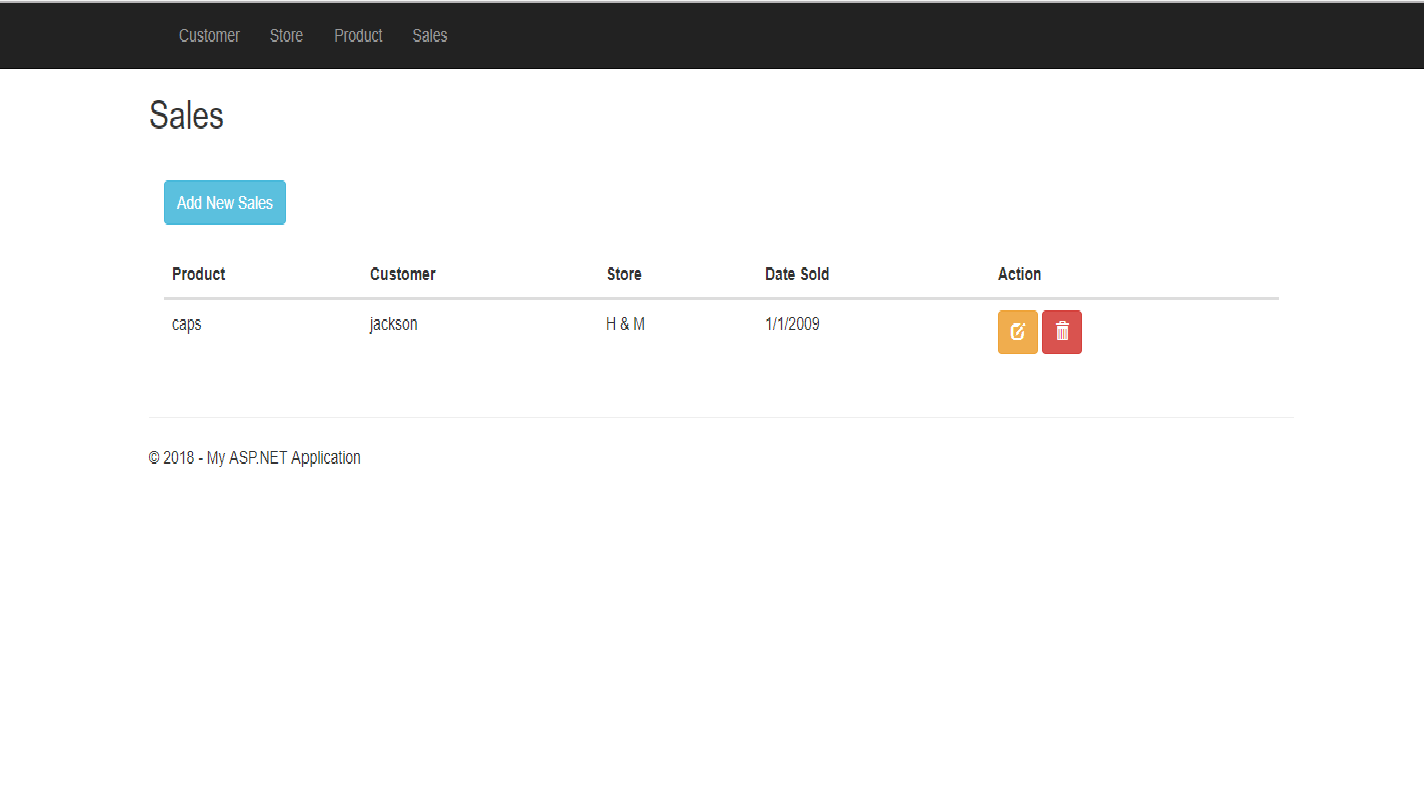 Customer Store Product Sales
Sales
Add New Sales
Product Customer Store Date Sold Action
caps jackson H & M 1/1/2009
© 2018 - My ASP.NET Application